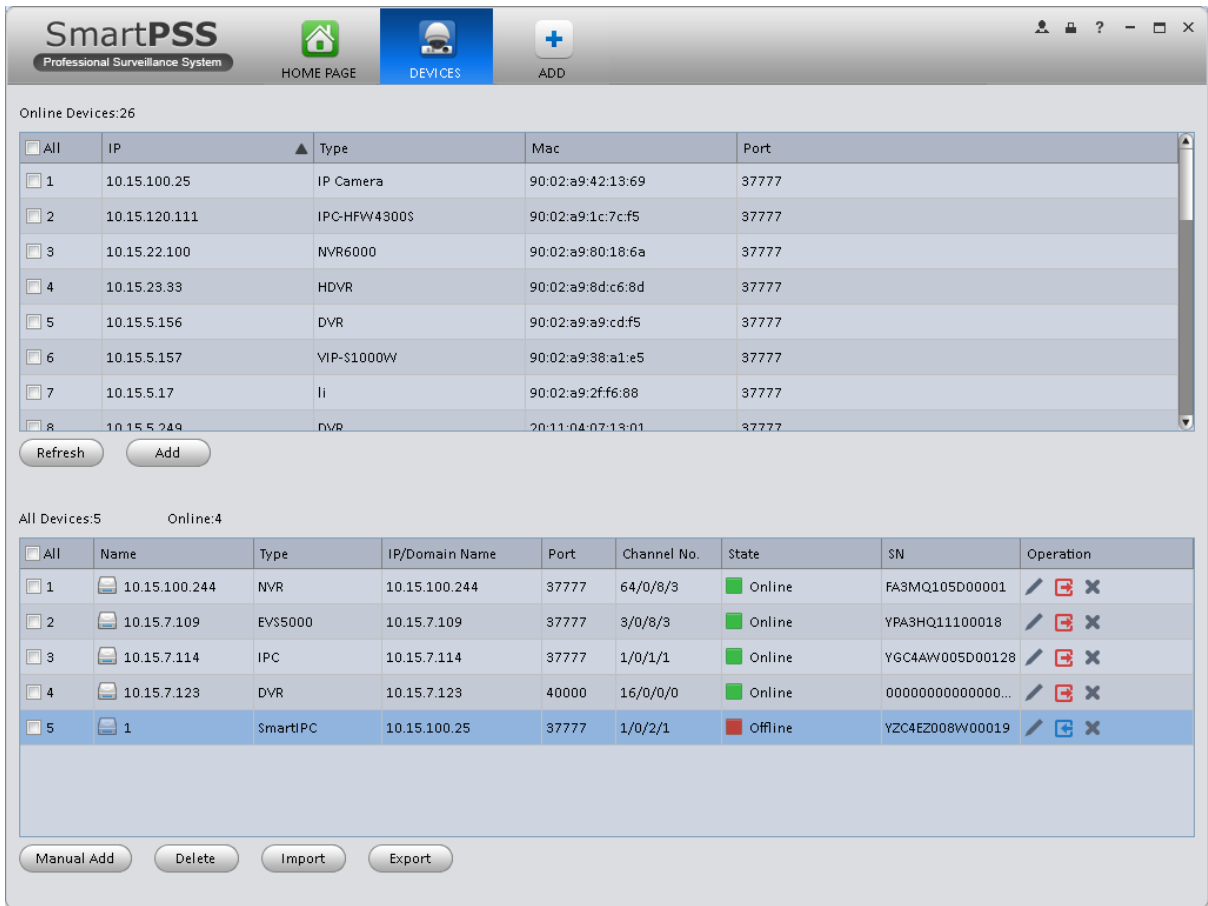 SmartPSS
Professional Surveillance System
HOME PAGE DEVICES ADD ?
Online Devices:26
All IP Type Mac Port
1 10.15.100.25 IP Camera 90:02:a9:42:13:69 37777
2 10.15.120.111 IPC-HFW4300S 90:02:a9:1c:7c:f5 37777
3 10.15.22.100 NVR6000 90:02:a9:80:18:6a 37777
4 10.15.23.33 HDVR 90:02:a9:8d:c6:8d 37777
5 10.15.5.156 DVR 90:02:a9:a9:cd:f5 37777
6 10.15.5.157 VIP-S1000W 90:02:a9:38:a1:e5 37777
7 10.15.5.17 li 90:02:a9:2f:f6:88 37777
8 10.15.5.249 DVR 20:11:04:07:13:01 37777
Refresh Add
All Devices:5 Online:4
All Name Type IP/Domain Name Port Channel No. State SN Operation
1 10.15.100.244 NVR 10.15.100.244 37777 64/0/8/3 Online FA3MQ105D00001
2 10.15.7.109 EVS5000 10.15.7.109 37777 3/0/8/3 Online YPA3HQ11100018
3 10.15.7.114 IPC 10.15.7.114 37777 1/0/1/1 Online YGC4AW005D00128
4 10.15.7.123 DVR 10.15.7.123 40000 16/0/0/0 Online 00000000000000...
5 1 SmartIPC 10.15.100.25 37777 1/0/2/1 Offline YZC4EZ008W00019
Manual Add Delete Import Export